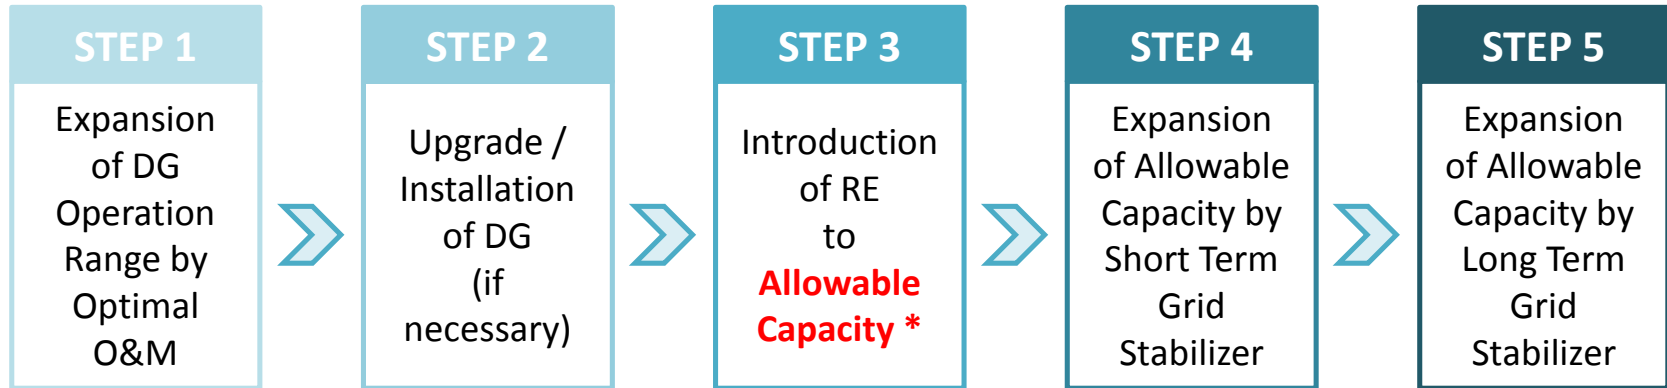 STEP 1
Expansion
of DG
Operation
Range by
Optimal
O&M
STEP 2
Upgrade /
Installation
of DG
(if
necessary)
STEP 3
Introduction
of RE
to
Allowable
Capacity *
STEP 4
Expansion
of Allowable
Capacity by
Short Term
Grid
Stabilizer
STEP 5
Expansion
of Allowable
Capacity by
Long Term
Grid
Stabilizer